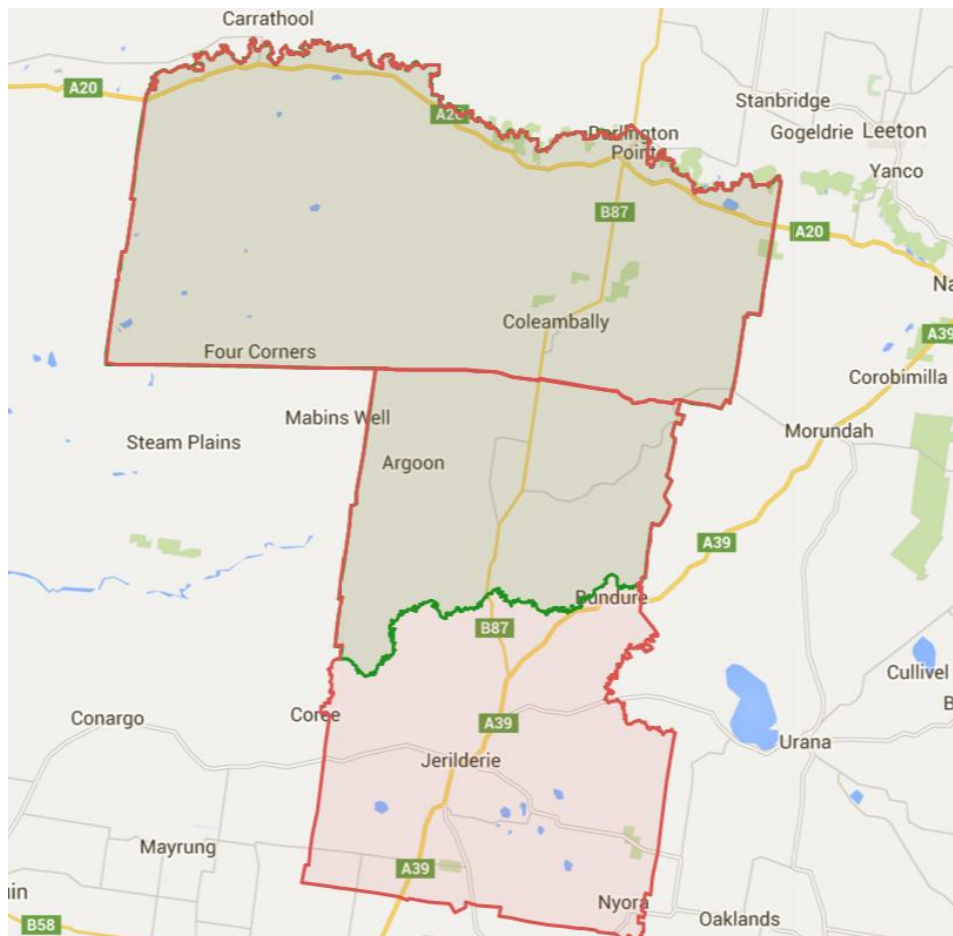 Carrathool
A20
A20
Stanbridge
Darlington
Point
Gogeldrie
Leeton
Yanco
B87
A20
Na
Coleambally
A39
Four Corners
Corobimilla
Mabins Well
Morundah
Steam Plains
Argoon
A39
Bundure
B87
Cullivel
B
Conargo
Coree
A39
Urana
Jerilderie
Mayrung
A39
uin
Nyora
Oaklands
B58